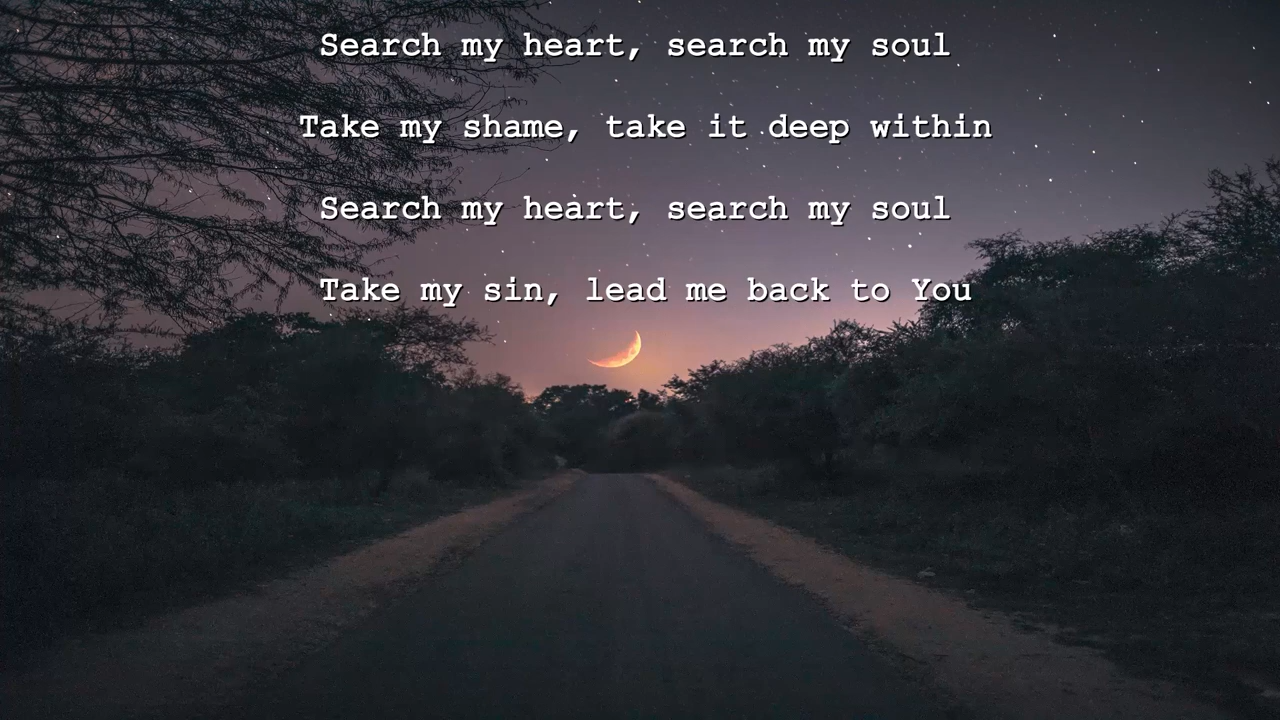 Search my heart, search my soul
Take my shame, take it deep within
Search my heart, search my soul
Take my sin, lead me back to You